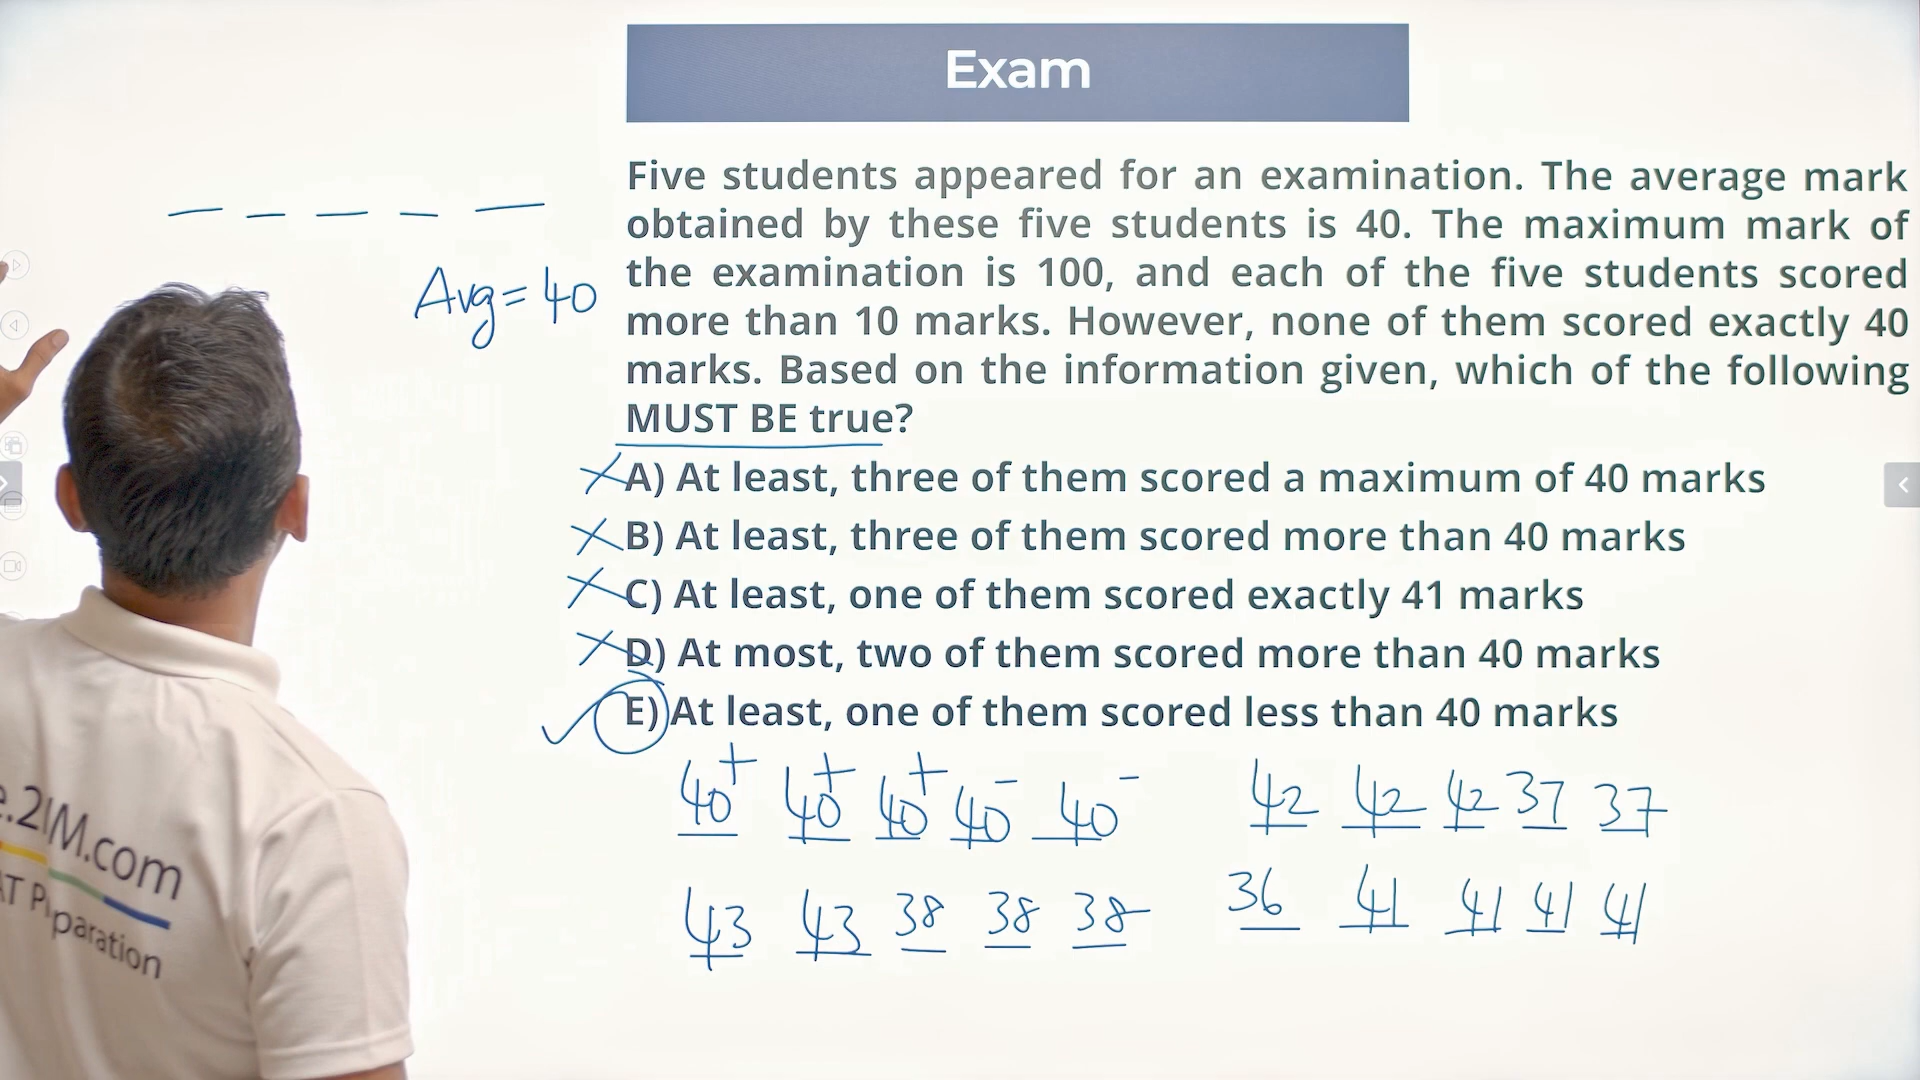 Exam
Five students appeared for an examination. The average mark
obtained by these five students is 40. The maximum mark of
the examination is 100, and each of the five students scored
more than 10 marks. However, none of them scored exactly 40
marks. Based on the information given, which of the following
MUST BE true?
A) At least, three of them scored a maximum of 40 marks
B) At least, three of them scored more than 40 marks
C) At least, one of them scored exactly 41 marks
D) At most, two of them scored more than 40 marks
E) At least, one of them scored less than 40 marks
Avg = 40
40+ 40+ 40+ 40- 40-
42 42 42 37 37
43 43 38 38 38
36 41 41 41 41
e.2IM.com
AT Preparation